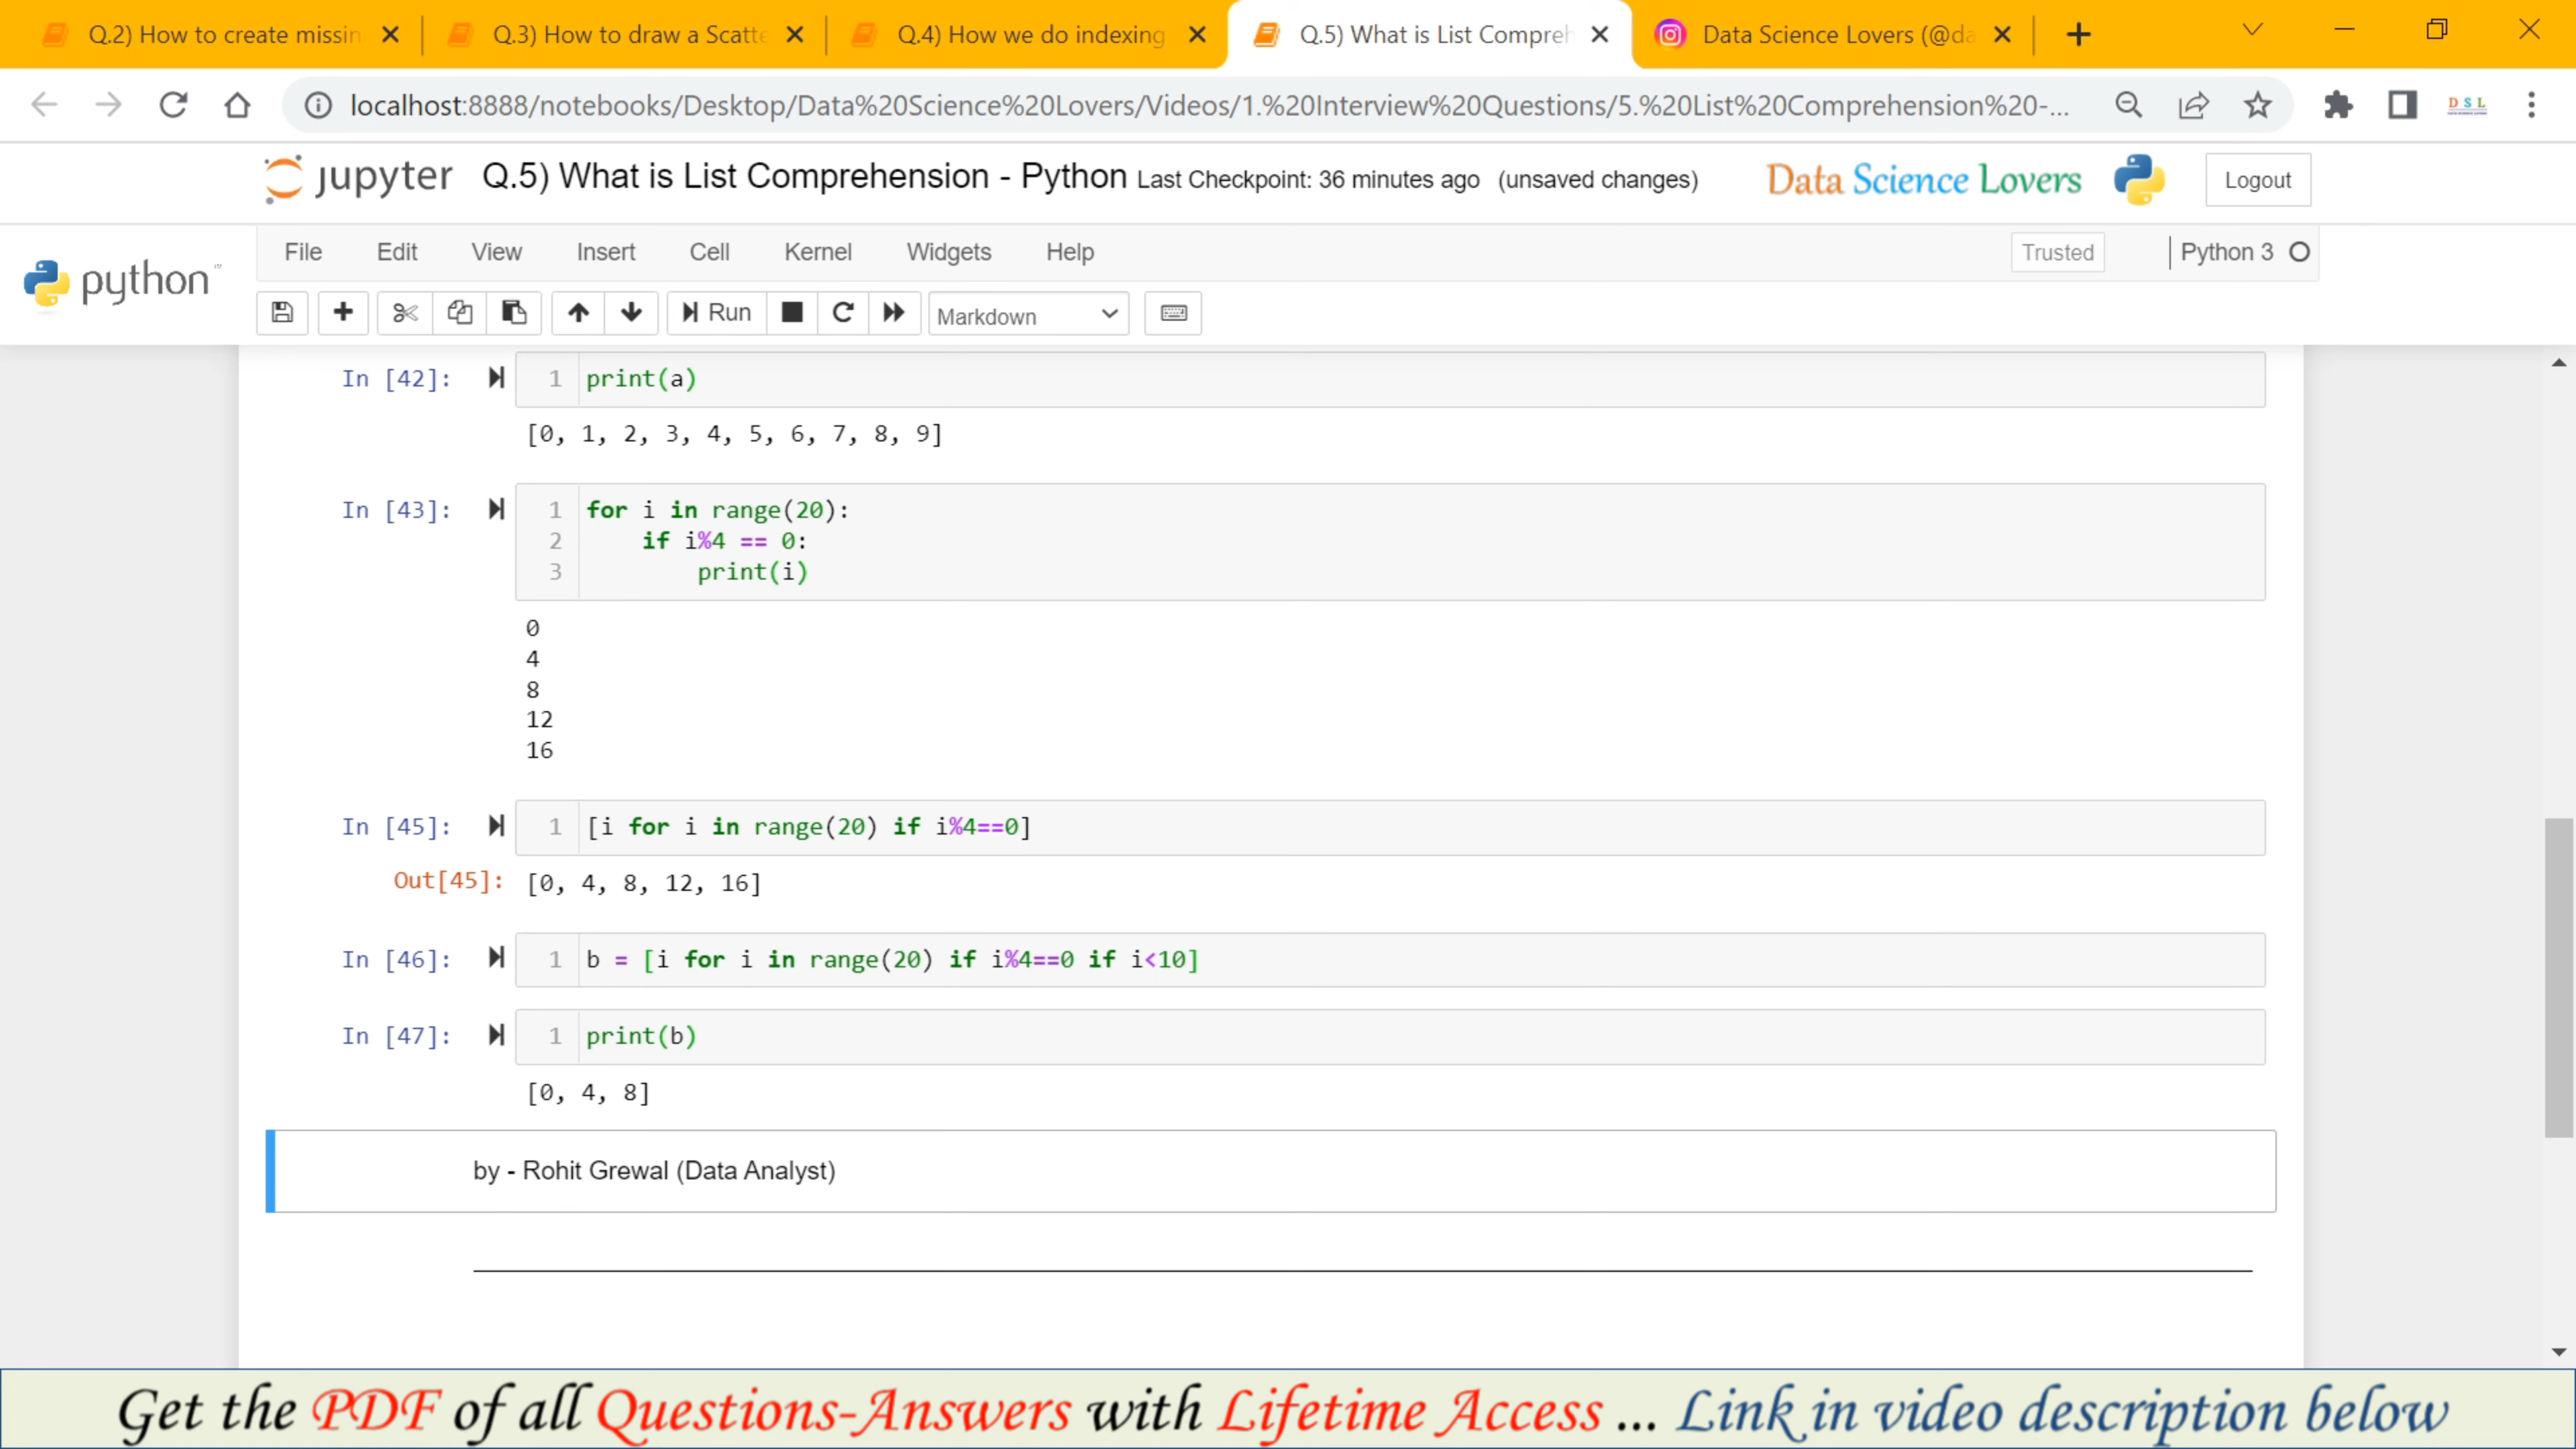 Q.2) How to create missin
Q.3) How to draw a Scatte
Q.4) How we do indexing
Q.5) What is List Compreh
Data Science Lovers (@da
localhost:8888/notebooks/Desktop/Data%20Science%20Lovers/Videos/1.%20Interview%20Questions/5.%20List%20Comprehension%20-...
D S L
jupyter Q.5) What is List Comprehension - Python Last Checkpoint: 36 minutes ago (unsaved changes)
Data Science Lovers
Logout
python™
File Edit View Insert Cell Kernel Widgets Help
Trusted
Python 3
Run
Markdown
In [42]: 1 print(a)
[0, 1, 2, 3, 4, 5, 6, 7, 8, 9]
In [43]: 1 for i in range(20):
2 if i%4 == 0:
3 print(i)
0
4
8
12
16
In [45]: 1 [i for i in range(20) if i%4==0]
Out[45]: [0, 4, 8, 12, 16]
In [46]: 1 b = [i for i in range(20) if i%4==0 if i<10]
In [47]: 1 print(b)
[0, 4, 8]
by - Rohit Grewal (Data Analyst)
Get the PDF of all Questions-Answers with Lifetime Access ... Link in video description below